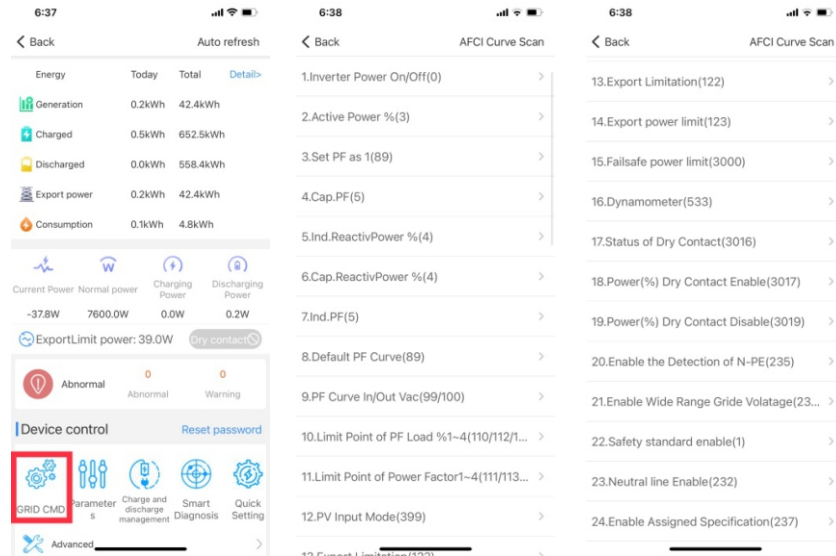 6:37
Back
Auto refresh
Energy Today Total Detail>
Generation 0.2kWh 42.4kWh
Charged 0.5kWh 652.5kWh
Discharged 0.0kWh 558.4kWh
Export power 0.2kWh 42.4kWh
Consumption 0.1kWh 4.8kWh
W
Current Power Normal power Charging Power Discharging Power
-37.8W 7600.0W 0.0W 0.2W
ExportLimit power: 39.0W Dry contact
Abnormal
0 0
Abnormal Warning
Device control Reset password
GRID CMD
Parameter
s
Charge and
discharge
management
Smart
Diagnosis
Quick
Setting
Advanced
6:38
Back
AFCI Curve Scan
1.Inverter Power On/Off(0)
2.Active Power %(3)
3.Set PF as 1(89)
4.Cap.PF(5)
5.Ind.ReactivPower %(4)
6.Cap.ReactivPower %(4)
7.Ind.PF(5)
8.Default PF Curve(89)
9.PF Curve In/Out Vac(99/100)
10.Limit Point of PF Load %1~4(110/112/1...
11.Limit Point of Power Factor1~4(111/113...
12.PV Input Mode(399)
13.Export Limitation(122)
6:38
Back
AFCI Curve Scan
13.Export Limitation(122)
14.Export power limit(123)
15.Failsafe power limit(3000)
16.Dynamometer(533)
17.Status of Dry Contact(3016)
18.Power(%) Dry Contact Enable(3017)
19.Power(%) Dry Contact Disable(3019)
20.Enable the Detection of N-PE(235)
21.Enable Wide Range Gride Volatage(23...
22.Safety standard enable(1)
23.Neutral line Enable(232)
24.Enable Assigned Specification(237)